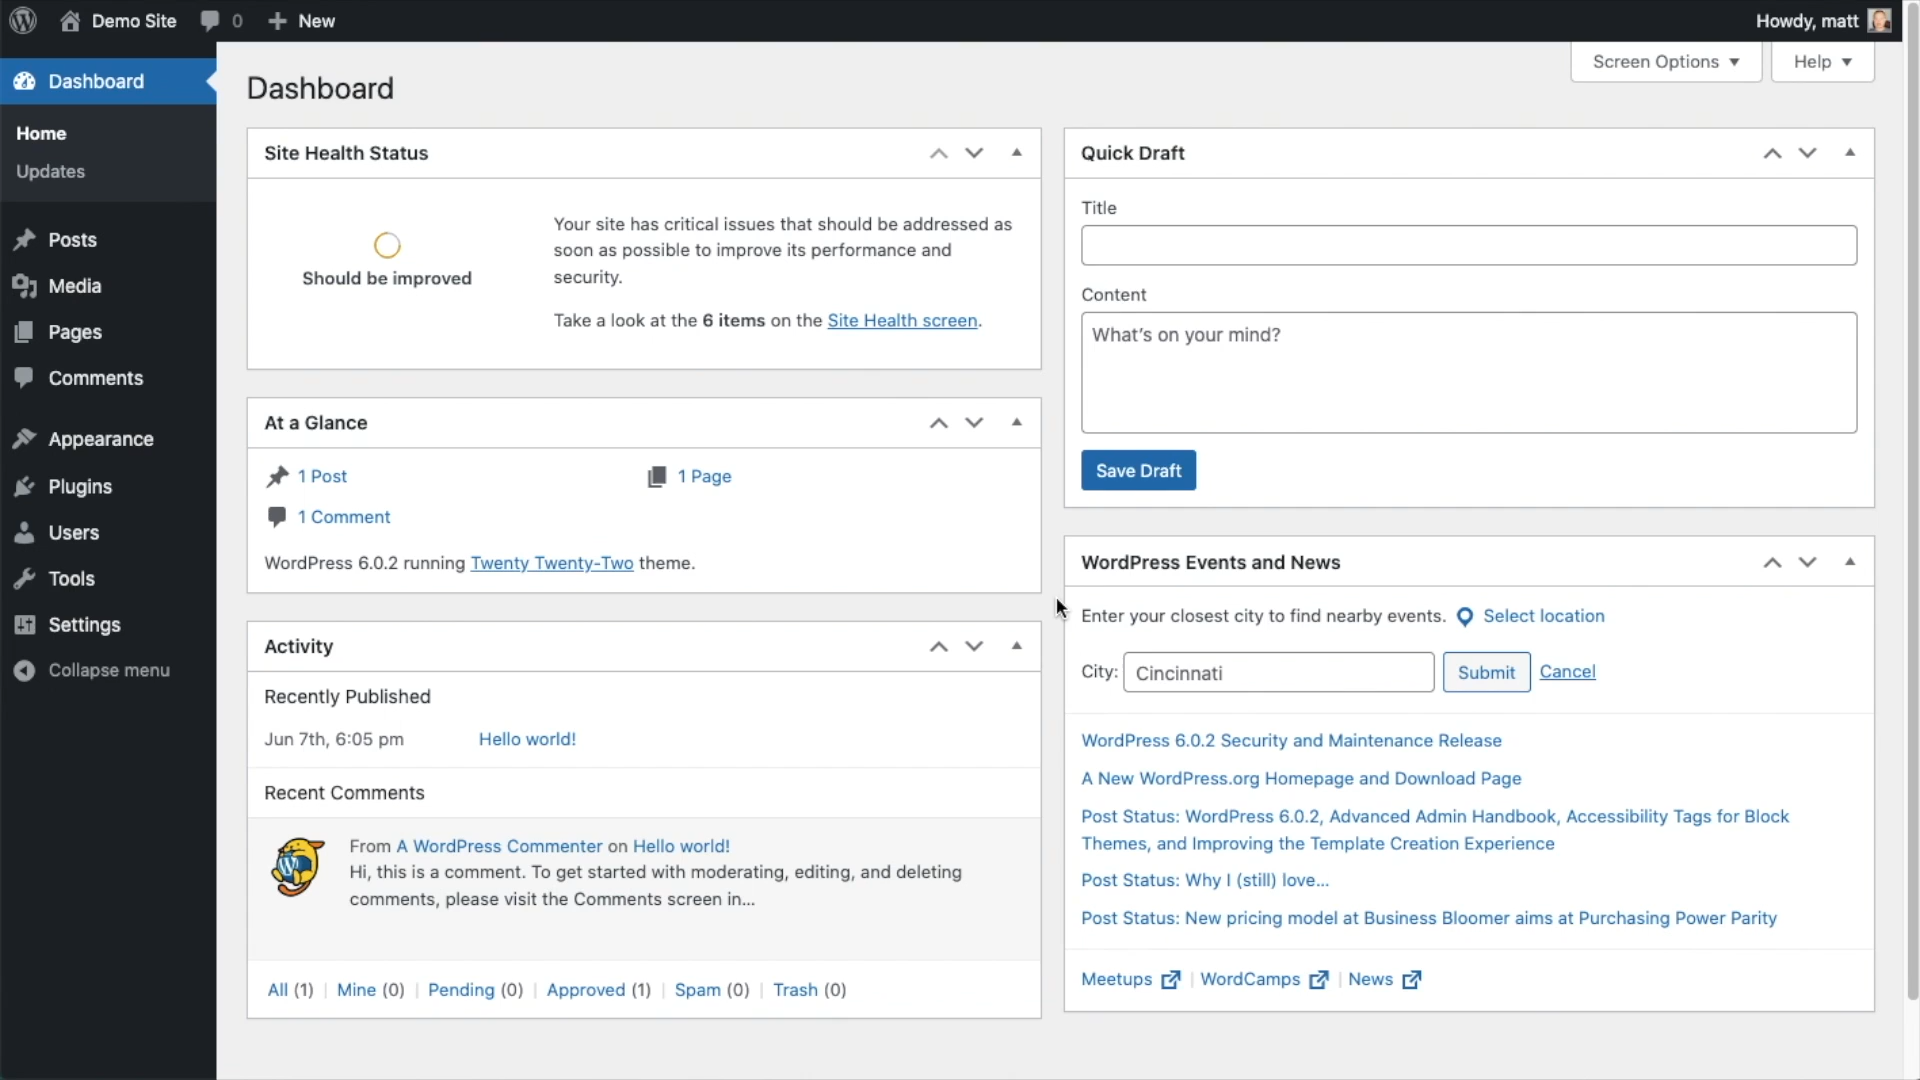 Demo Site 0 New Howdy, matt
Screen Options Help
Dashboard
Home
Updates
Posts
Media
Pages
Comments
Appearance
Plugins
Users
Tools
Settings
Collapse menu
Dashboard
Site Health Status
Should be improved
Your site has critical issues that should be addressed as
soon as possible to improve its performance and
security.
Take a look at the 6 items on the Site Health screen.
At a Glance
1 Post 1 Page
1 Comment
WordPress 6.0.2 running Twenty Twenty-Two theme.
Activity
Recently Published
Jun 7th, 6:05 pm Hello world!
Recent Comments
From A WordPress Commenter on Hello world!
Hi, this is a comment. To get started with moderating, editing, and deleting
comments, please visit the Comments screen in...
All (1) | Mine (0) | Pending (0) | Approved (1) | Spam (0) | Trash (0)
Quick Draft
Title
Content
What's on your mind?
Save Draft
WordPress Events and News
Enter your closest city to find nearby events. Select location
City: Cincinnati Submit Cancel
WordPress 6.0.2 Security and Maintenance Release
A New WordPress.org Homepage and Download Page
Post Status: WordPress 6.0.2, Advanced Admin Handbook, Accessibility Tags for Block
Themes, and Improving the Template Creation Experience
Post Status: Why I (still) love...
Post Status: New pricing model at Business Bloomer aims at Purchasing Power Parity
Meetups | WordCamps | News